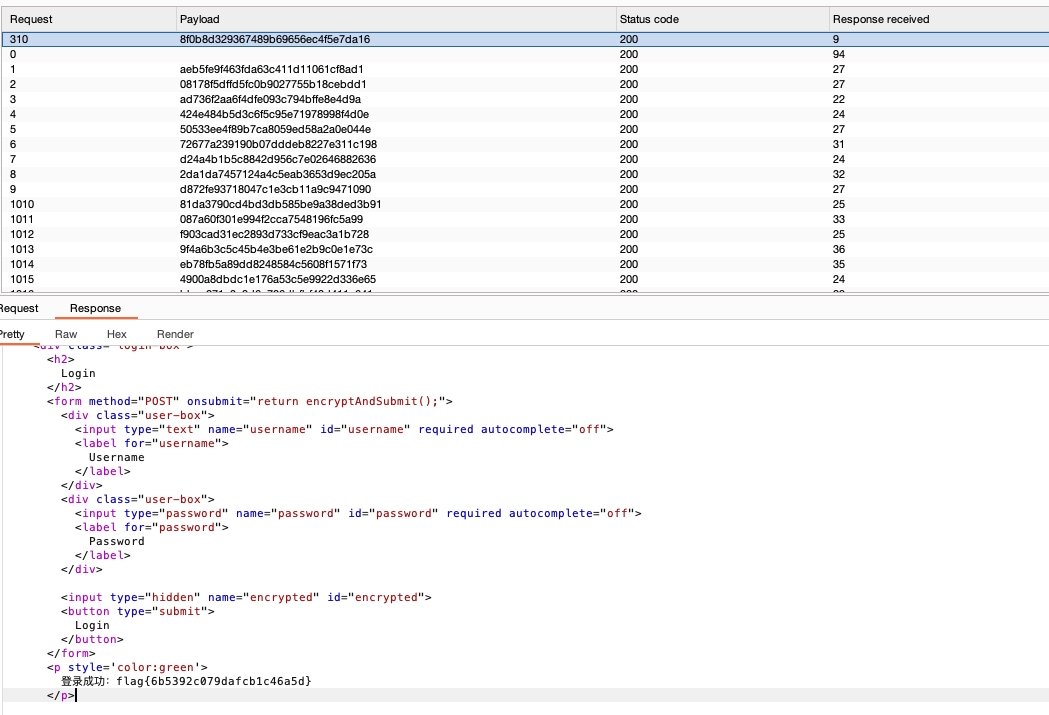 Request Payload Status code Response received
310 8f0b8d329367489b69656ec4f5e7da16 200 9
0 200 94
1 aeb5fe9f463fda63c411d11061cf8ad1 200 27
2 08178f5dffd5fc0b9027755b18cebdd1 200 27
3 ad736f2aa6f4dfe093c794bffe8e4d9a 200 22
4 424e484b5d3c6f5c95e71978998f4d0e 200 24
5 50533ee4f89b7ca8059ed58a2a0e044e 200 27
6 72677a239190b07dddeb8227e311c198 200 31
7 d24a4b1b5c8842d956c7e02646882636 200 24
8 2da1da7457124a4c5eab3653d9ec205a 200 32
9 d872fe93718047c1e3cb11a9c9471090 200 27
1010 81da3790cd4bd3db585be9a38ded3b91 200 25
1011 087a60f301e994f2cca7548196fc5a99 200 33
1012 f903cad31ec2893d733cf9eac3a1b728 200 25
1013 9f4a6b3c5c45b4e3be61e2b9c0e1e73c 200 36
1014 eb78fb5a89dd8248584c5608f1571f73 200 35
1015 4900a8dbdc1e176a53c5e9922d336e65 200 24
Request Response
Pretty Raw Hex Render
<div class="login-box">
<h2>
Login
</h2>
<form method="POST" onsubmit="return encryptAndSubmit();">
<div class="user-box">
<input type="text" name="username" id="username" required autocomplete="off">
<label for="username">
Username
</label>
</div>
<div class="user-box">
<input type="password" name="password" id="password" required autocomplete="off">
<label for="password">
Password
</label>
</div>
<input type="hidden" name="encrypted" id="encrypted">
<button type="submit">
Login
</button>
</form>
<p style='color:green'>
登录成功: flag{6b5392c079dafcb1c46a5d}
</p>